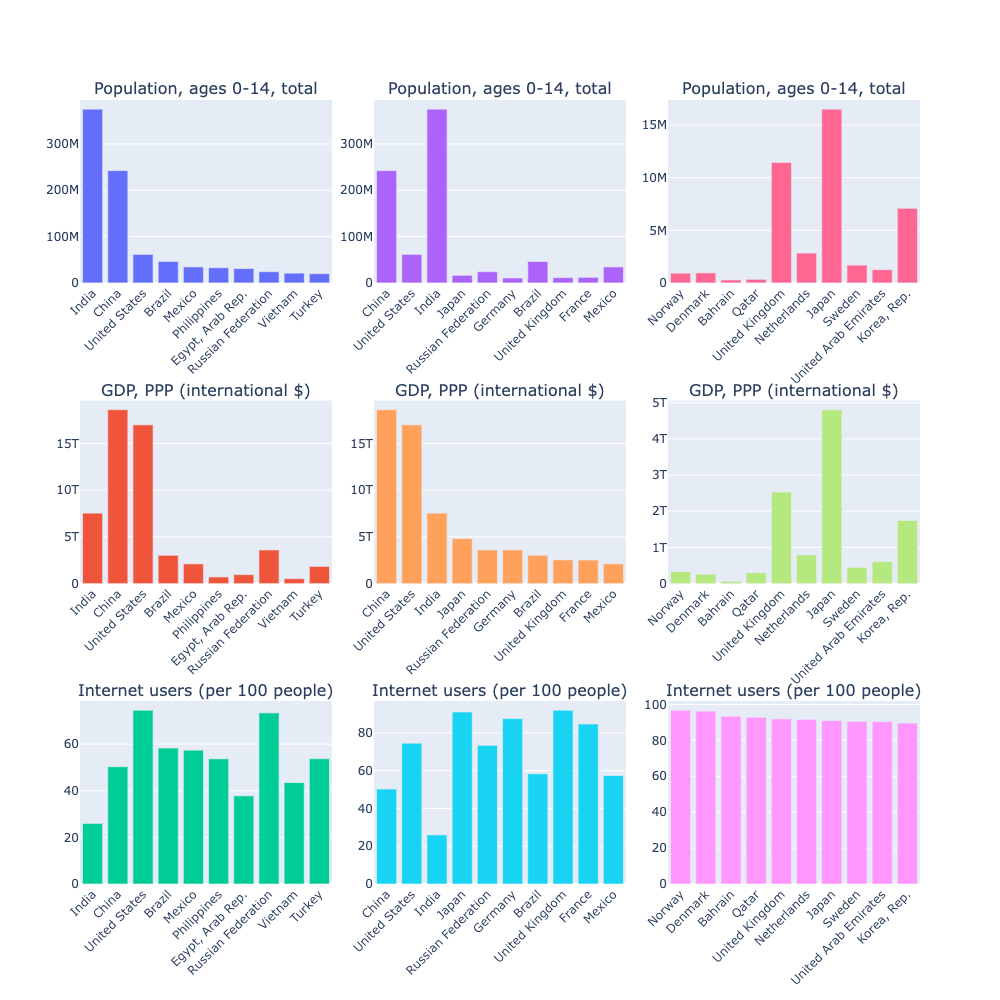 Population, ages 0-14, total
300M
200M
100M
0
India
China
United States
Brazil
Mexico
Philippines
Egypt, Arab Rep.
Russian Federation
Vietnam
Turkey
Population, ages 0-14, total
300M
200M
100M
0
China
United States
India
Japan
Russian Federation
Germany
Brazil
United Kingdom
France
Mexico
Population, ages 0-14, total
15M
10M
5M
0
Norway
Denmark
Bahrain
Qatar
United Kingdom
Netherlands
Japan
Sweden
United Arab Emirates
Korea, Rep.
GDP, PPP (international $)
15T
10T
5T
0
India
China
United States
Brazil
Mexico
Philippines
Egypt, Arab Rep.
Russian Federation
Vietnam
Turkey
GDP, PPP (international $)
15T
10T
5T
0
China
United States
India
Japan
Russian Federation
Germany
Brazil
United Kingdom
France
Mexico
GDP, PPP (international $)
5T
4T
3T
2T
1T
0
Norway
Denmark
Bahrain
Qatar
United Kingdom
Netherlands
Japan
Sweden
United Arab Emirates
Korea, Rep.
Internet users (per 100 people)
60
40
20
0
India
China
United States
Brazil
Mexico
Philippines
Egypt, Arab Rep.
Russian Federation
Vietnam
Turkey
Internet users (per 100 people)
80
60
40
20
0
China
United States
India
Japan
Russian Federation
Germany
Brazil
United Kingdom
France
Mexico
Internet users (per 100 people)
100
80
60
40
20
0
Norway
Denmark
Bahrain
Qatar
United Kingdom
Netherlands
Japan
Sweden
United Arab Emirates
Korea, Rep.